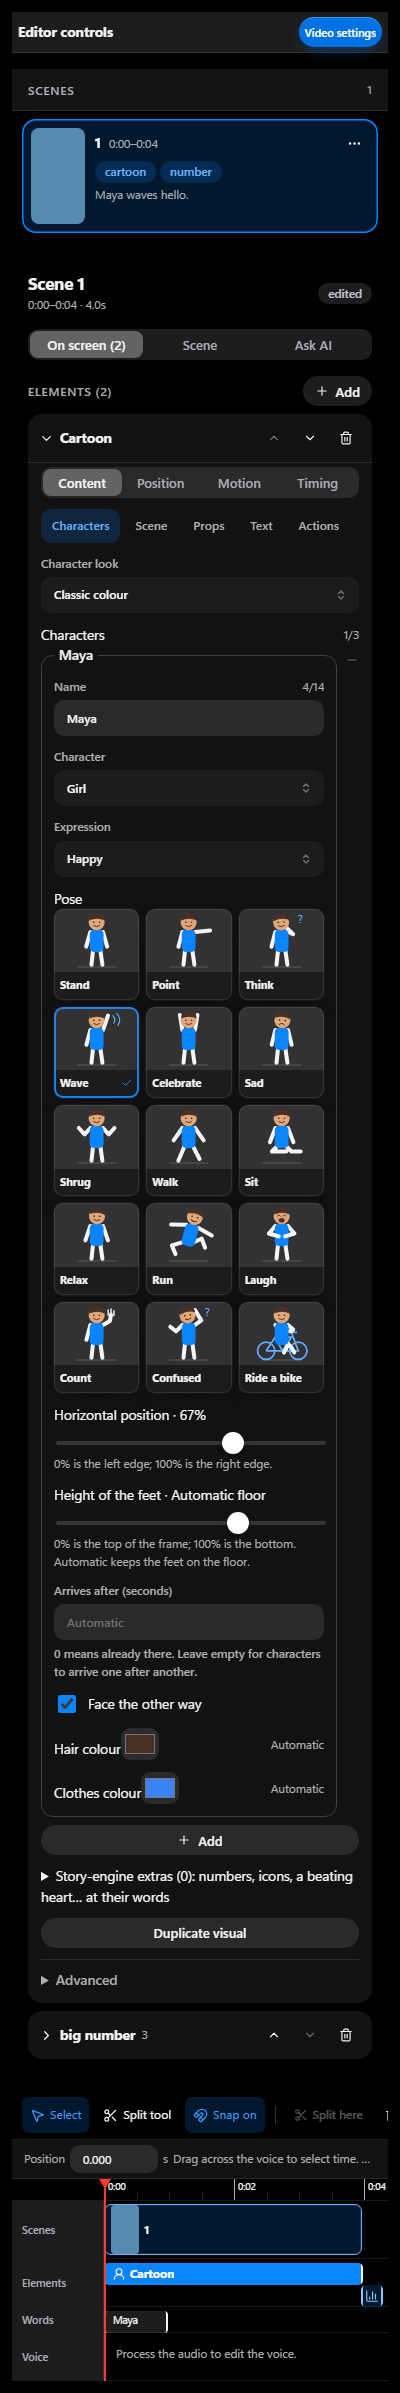 Editor controls
Video settings
SCENES
1
1 0:00–0:04
cartoon number
Maya waves hello.
Scene 1
0:00–0:04 · 4.0s
edited
On screen (2) Scene Ask AI
ELEMENTS (2)
Add
Cartoon
Content Position Motion Timing
Characters Scene Props Text Actions
Character look
Classic colour
Characters
1/3
Maya
Name
4/14
Maya
Character
Girl
Expression
Happy
Pose
Stand Point Think
Wave Celebrate Sad
Shrug Walk Sit
Relax Run Laugh
Count Confused Ride a bike
Horizontal position · 67%
0% is the left edge; 100% is the right edge.
Height of the feet · Automatic floor
0% is the top of the frame; 100% is the bottom.
Automatic keeps the feet on the floor.
Arrives after (seconds)
Automatic
0 means already there. Leave empty for characters
to arrive one after another.
Face the other way
Hair colour
Automatic
Clothes colour
Automatic
Add
Story-engine extras (0): numbers, icons, a beating
heart... at their words
Duplicate visual
Advanced
big number 3
Select Split tool Snap on Split here
Position 0.000 s Drag across the voice to select time. ...
0:00 0:02 0:04
Scenes
1
Elements
Cartoon
Words
Maya
Voice
Process the audio to edit the voice.